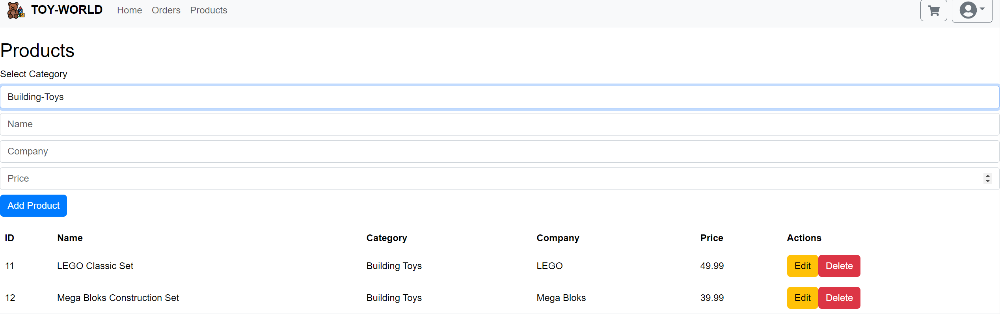 TOY-WORLD Home Orders Products
Products
Select Category
Building-Toys
Name
Company
Price
Add Product
ID Name Category Company Price Actions
11 LEGO Classic Set Building Toys LEGO 49.99 Edit Delete
12 Mega Bloks Construction Set Building Toys Mega Bloks 39.99 Edit Delete